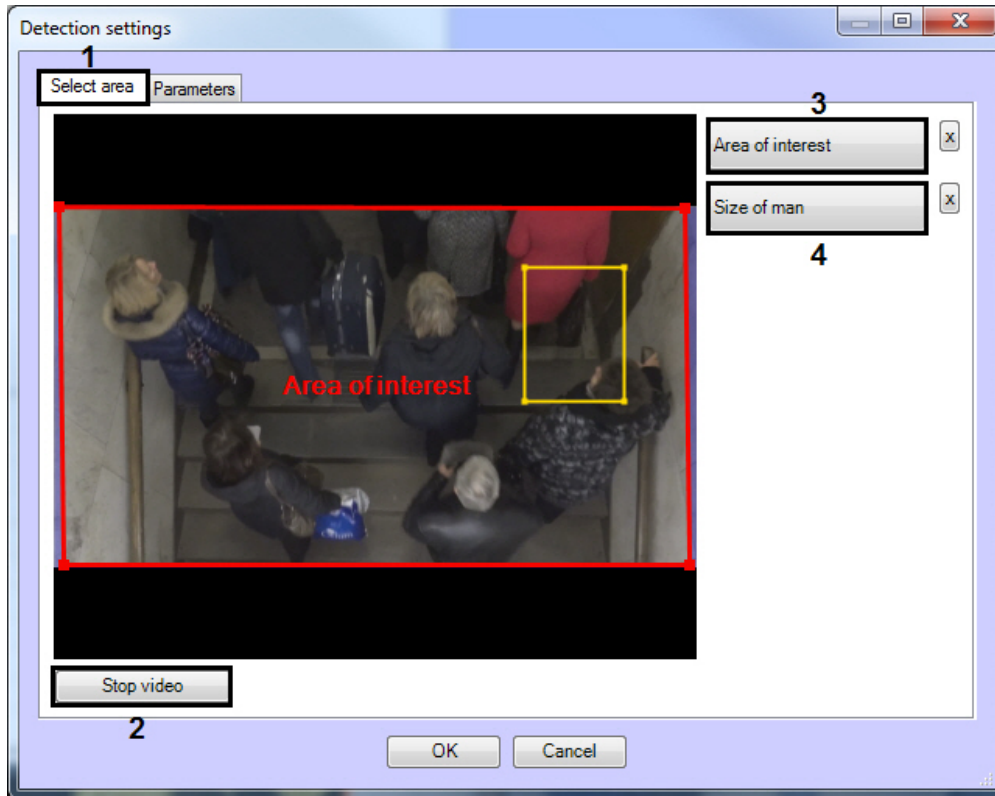 Detection settings
x
1
Select area
Parameters
3
Area of interest
x
Size of man
x
4
Area of interest
Stop video
2
OK
Cancel